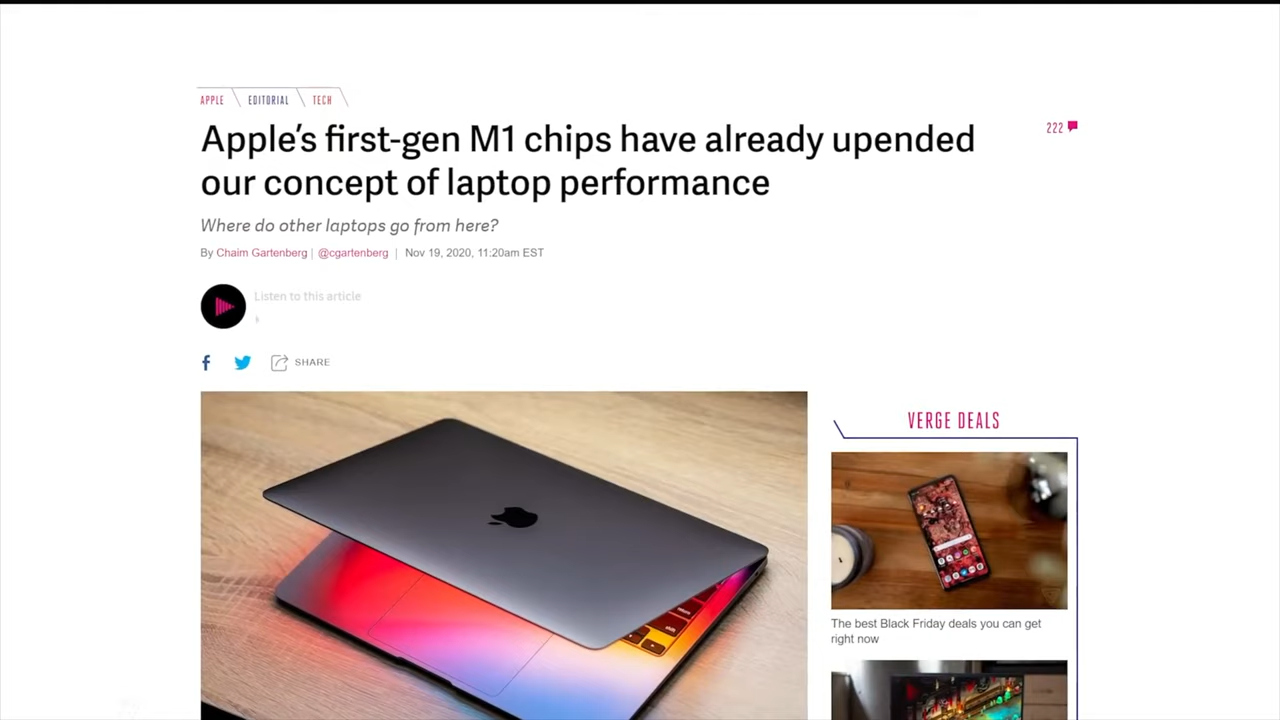 APPLE EDITORIAL TECH
Apple's first-gen M1 chips have already upended
our concept of laptop performance
222
Where do other laptops go from here?
By Chaim Gartenberg | @cgartenberg | Nov 19, 2020, 11:20am EST
Listen to this article
SHARE
VERGE DEALS
The best Black Friday deals you can get
right now